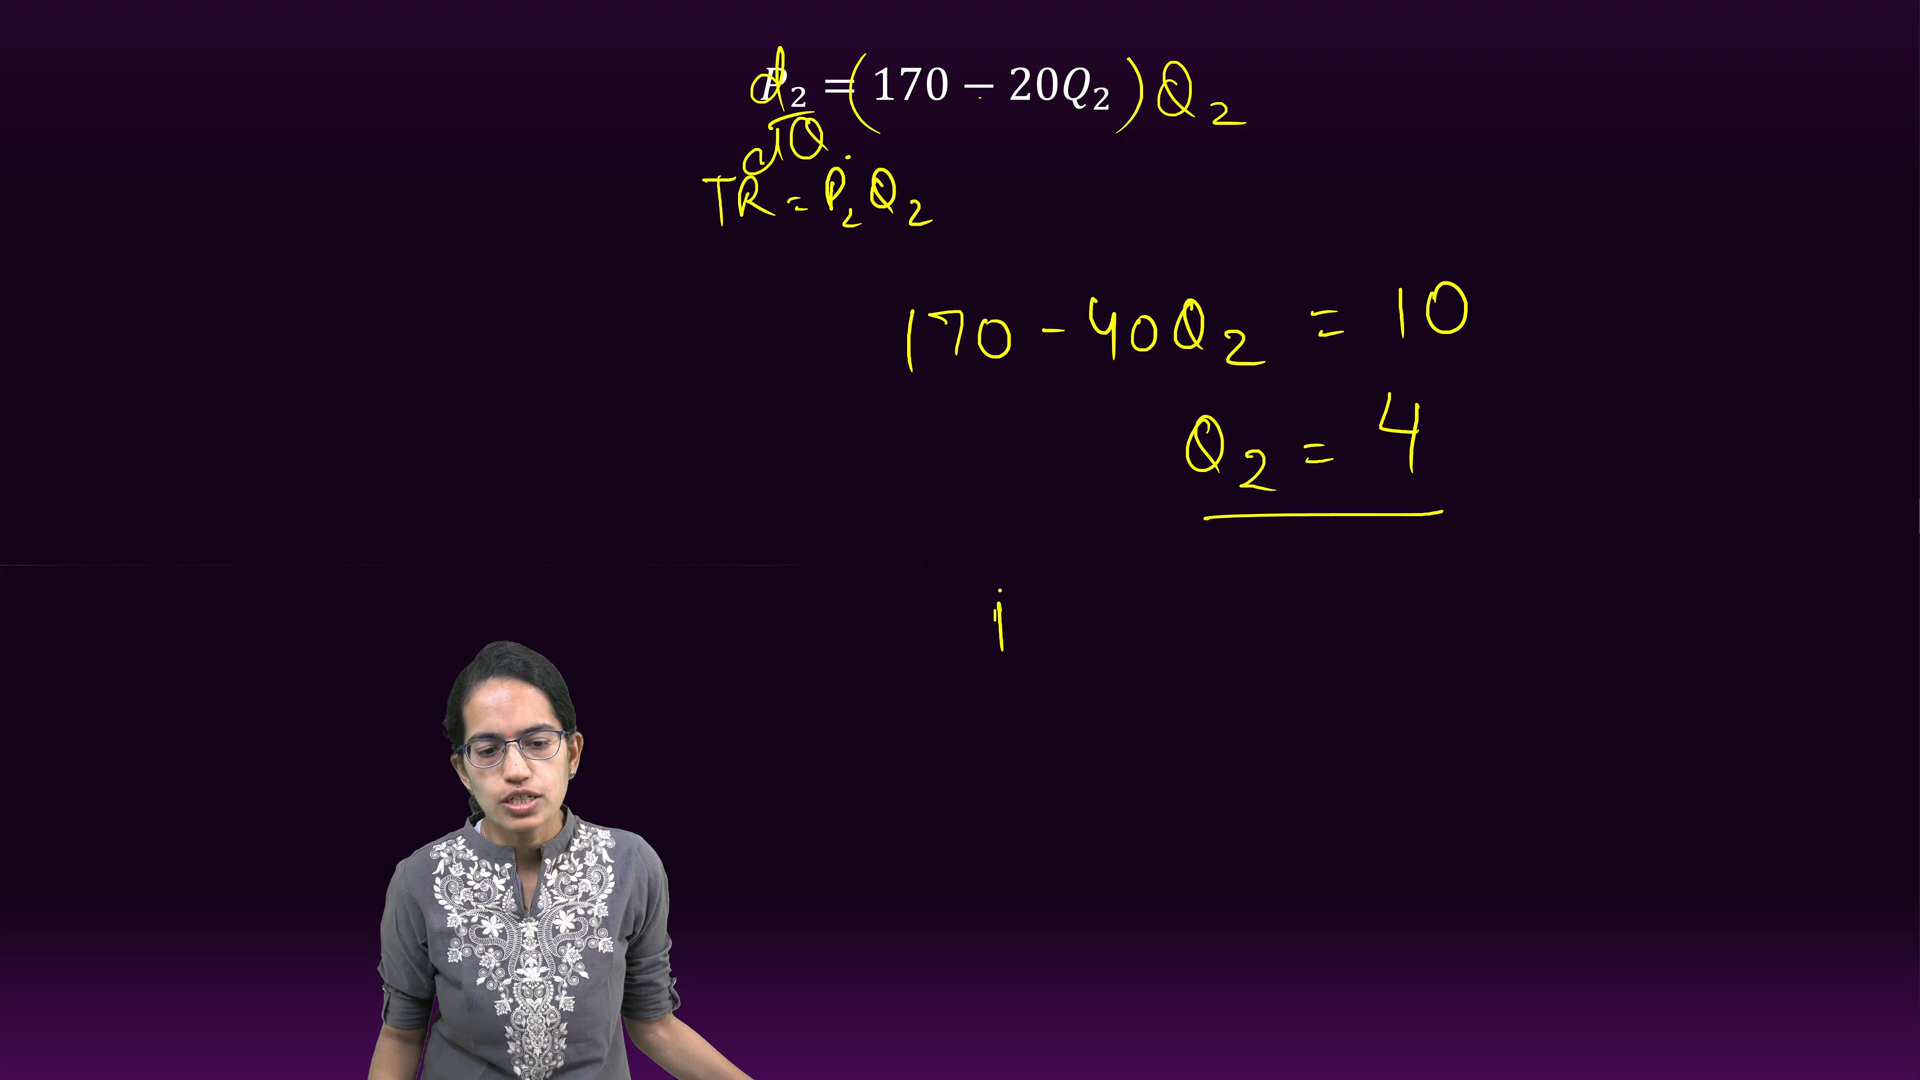 P₂ = (170 − 20Q₂) Q₂
d
dQ
TR = P₂Q₂
170 - 40Q₂ = 10
Q₂ = 4